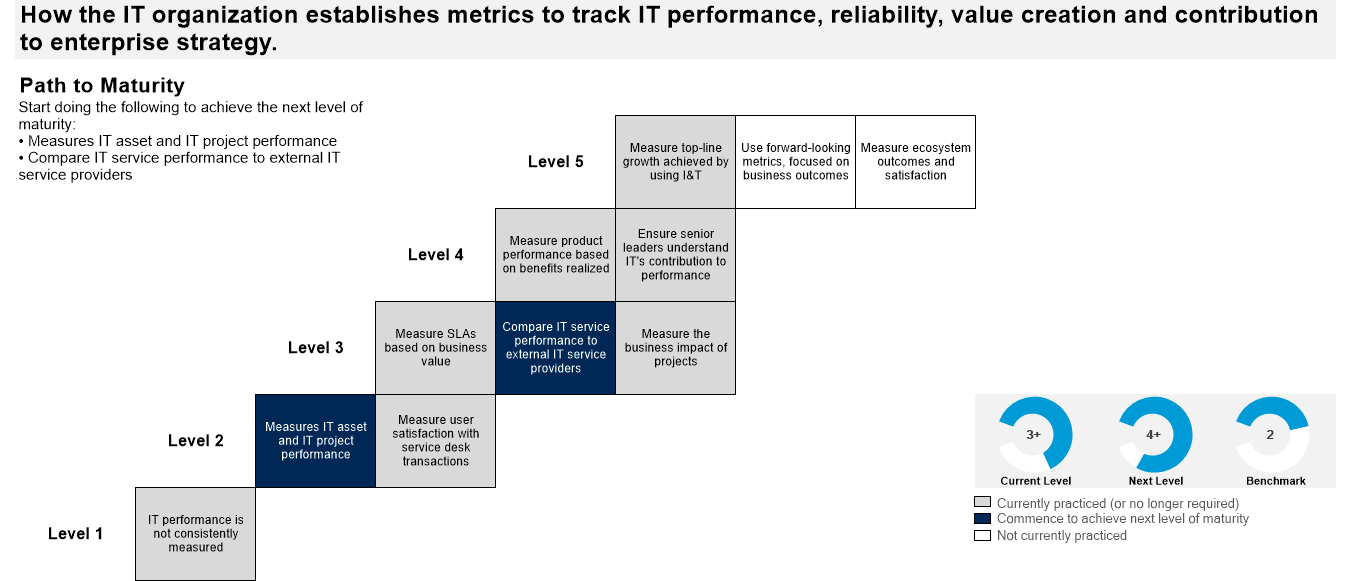 How the IT organization establishes metrics to track IT performance, reliability, value creation and contribution
to enterprise strategy.
Path to Maturity
Start doing the following to achieve the next level of
maturity:
• Measures IT asset and IT project performance
• Compare IT service performance to external IT
service providers
Level 5
Measure top-line
growth achieved by
using I&T
Use forward-looking
metrics, focused on
business outcomes
Measure ecosystem
outcomes and
satisfaction
Level 4
Measure product
performance based
on benefits realized
Ensure senior
leaders understand
IT's contribution to
performance
Level 3
Measure SLAs
based on business
value
Compare IT service
performance to
external IT service
providers
Measure the
business impact of
projects
Level 2
Measures IT asset
and IT project
performance
Measure user
satisfaction with
service desk
transactions
Level 1
IT performance is
not consistently
measured
3+
Current Level
4+
Next Level
2
Benchmark
Currently practiced (or no longer required)
Commence to achieve next level of maturity
Not currently practiced